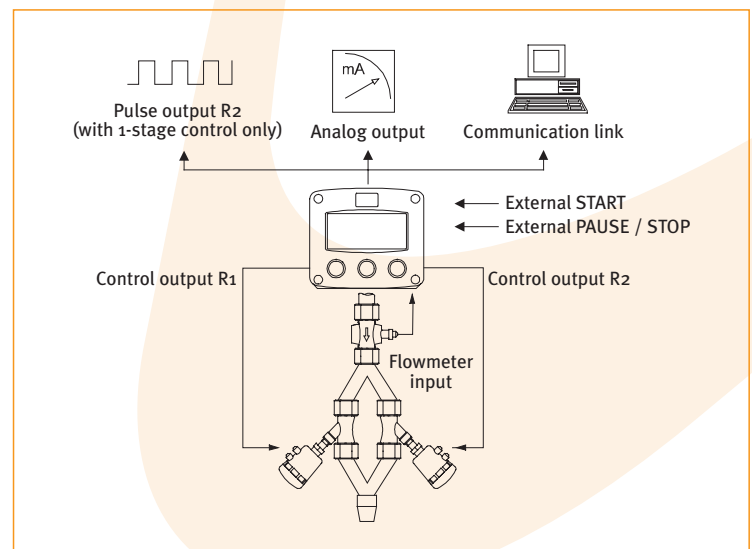 mA
Pulse output R2
(with 1-stage control only)
Analog output
Communication link
External START
External PAUSE / STOP
Control output R1
Control output R2
Flowmeter
input